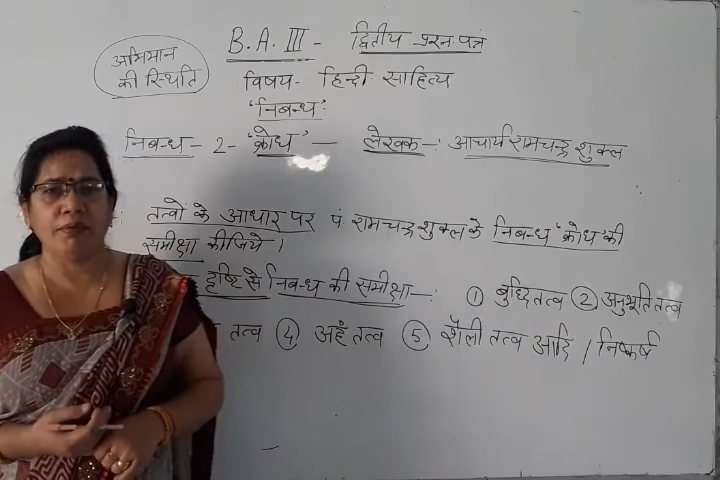 अभिमान
की स्थिति
B.A. III - द्वितीय प्रश्न-पत्र
विषय- हिन्दी साहित्य
'निबन्ध'
निबन्ध - 2- 'क्रोध' — लेखक -: आचार्य रामचन्द्र शुक्ल
तत्वों के आधार पर पं. रामचन्द्र शुक्ल के निबन्ध 'क्रोध' की
समीक्षा कीजिये।
दृष्टि से निबन्ध की समीक्षा -: ① बुद्धितत्व ② अनुभूति तत्व
तत्व ④ अहँ तत्व ⑤ शैली तत्व आदि / निष्कर्ष